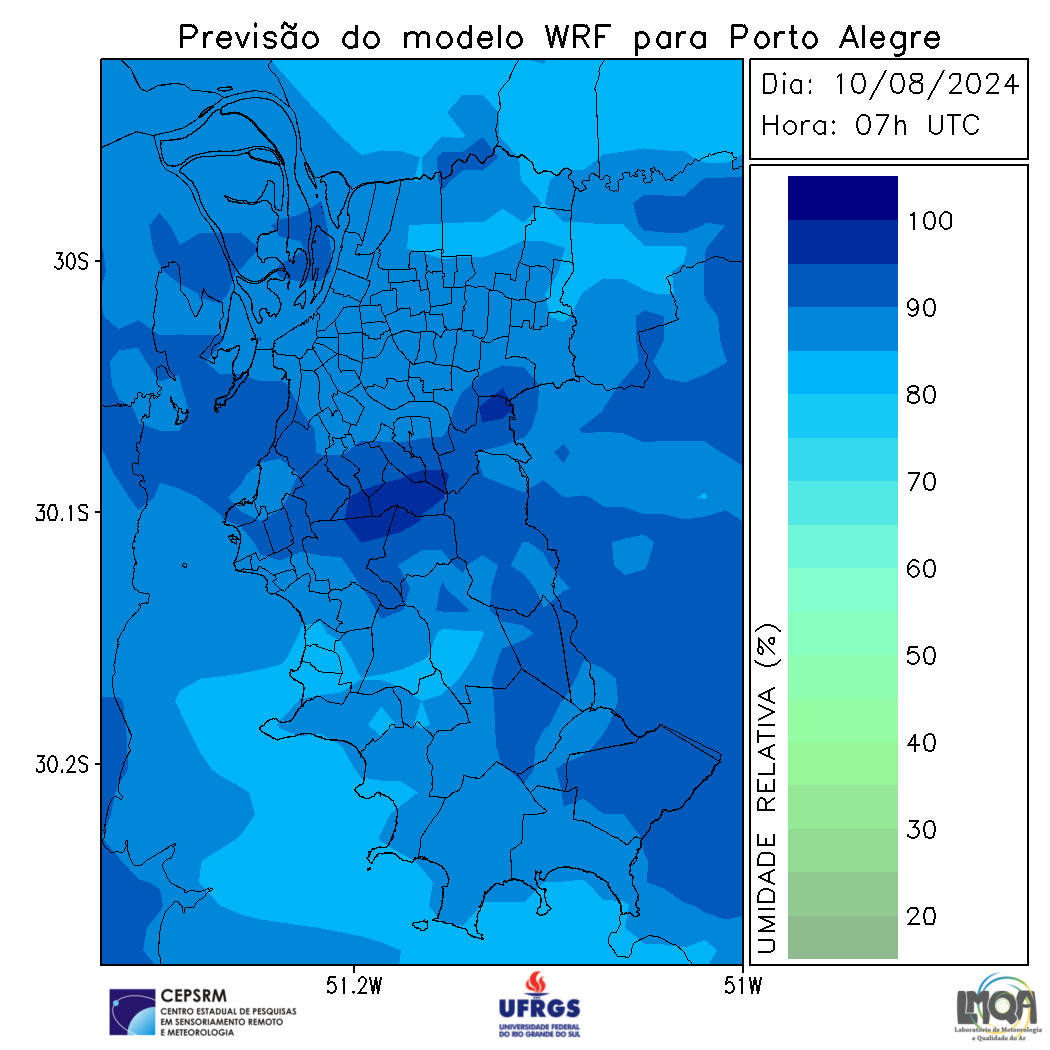 Previsão do modelo WRF para Porto Alegre
Dia: 10/08/2024
Hora: 07h UTC
30S
30.1S
30.2S
51.2W
51W
100
90
80
70
60
50
40
30
20
UMIDADE RELATIVA (%)
CEPSRM
CENTRO ESTADUAL DE PESQUISAS
EM SENSORIAMENTO REMOTO
E METEOROLOGIA
UFRGS
UNIVERSIDADE FEDERAL
DO RIO GRANDE DO SUL
LMQA
Laboratório de Meteorologia
e Qualidade do Ar